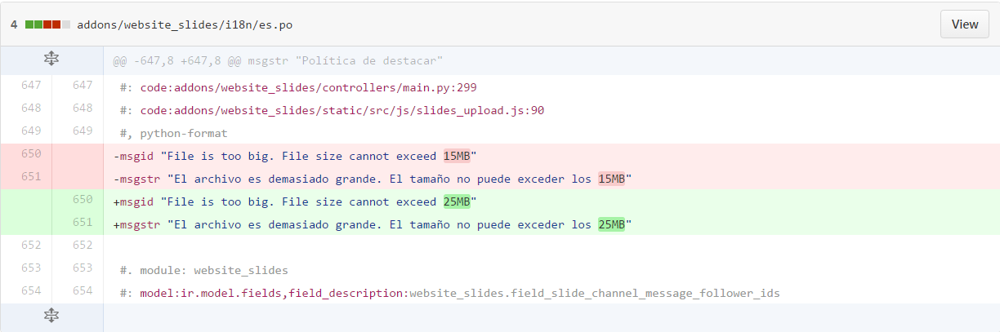 4 addons/website_slides/i18n/es.po View
@@ -647,8 +647,8 @@ msgstr "Política de destacar"
647 647 #: code:addons/website_slides/controllers/main.py:299
648 648 #: code:addons/website_slides/static/src/js/slides_upload.js:90
649 649 #, python-format
650 -msgid "File is too big. File size cannot exceed 15MB"
651 -msgstr "El archivo es demasiado grande. El tamaño no puede exceder los 15MB"
650 +msgid "File is too big. File size cannot exceed 25MB"
651 +msgstr "El archivo es demasiado grande. El tamaño no puede exceder los 25MB"
652 652
653 653 #. module: website_slides
654 654 #: model:ir.model.fields,field_description:website_slides.field_slide_channel_message_follower_ids